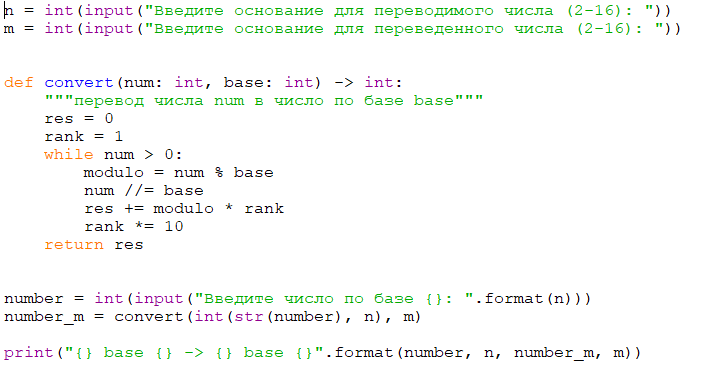 n = int(input("Введите основание для переводимого числа (2-16): "))
m = int(input("Введите основание для переведенного числа (2-16): "))
def convert(num: int, base: int) -> int:
    """перевод числа num в число по базе base"""
    res = 0
    rank = 1
    while num > 0:
        modulo = num % base
        num //= base
        res += modulo * rank
        rank *= 10
    return res
number = int(input("Введите число по базе {}: ".format(n)))
number_m = convert(int(str(number), n), m)
print("{} base {} -> {} base {}".format(number, n, number_m, m))